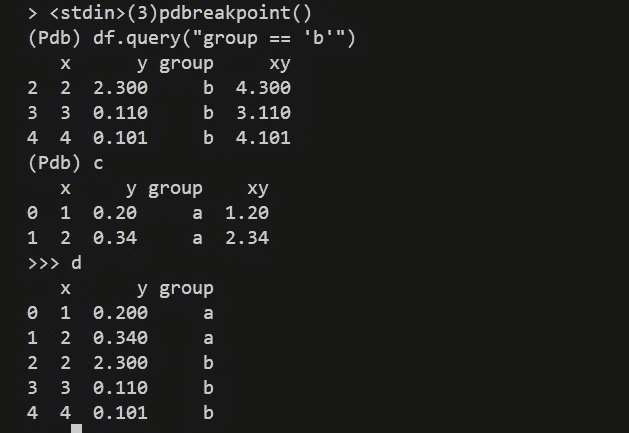 > <stdin>(3)pdbreakpoint()
(Pdb) df.query("group == 'b'")
   x      y group     xy
2  2  2.300     b  4.300
3  3  0.110     b  3.110
4  4  0.101     b  4.101
(Pdb) c
   x     y group    xy
0  1  0.20     a  1.20
1  2  0.34     a  2.34
>>> d
   x      y group
0  1  0.200     a
1  2  0.340     a
2  2  2.300     b
3  3  0.110     b
4  4  0.101     b